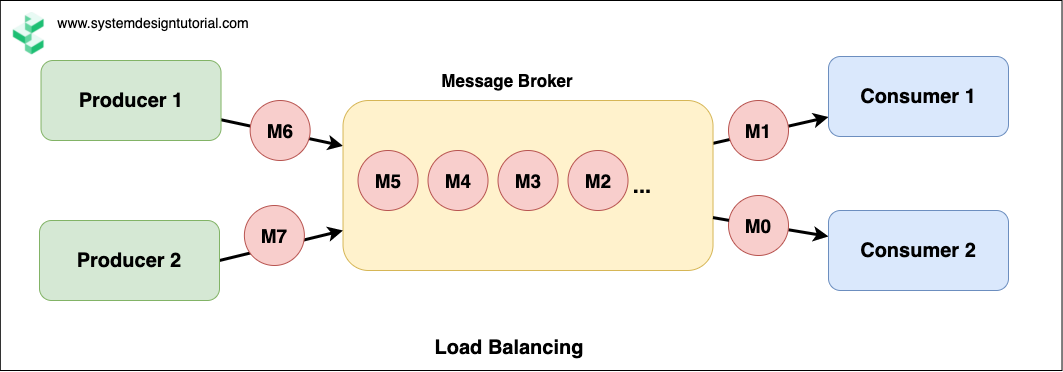 www.systemdesigntutorial.com
Producer 1
M6
Message Broker
M1
Consumer 1
M5 M4 M3 M2 ...
Producer 2
M7
M0
Consumer 2
Load Balancing